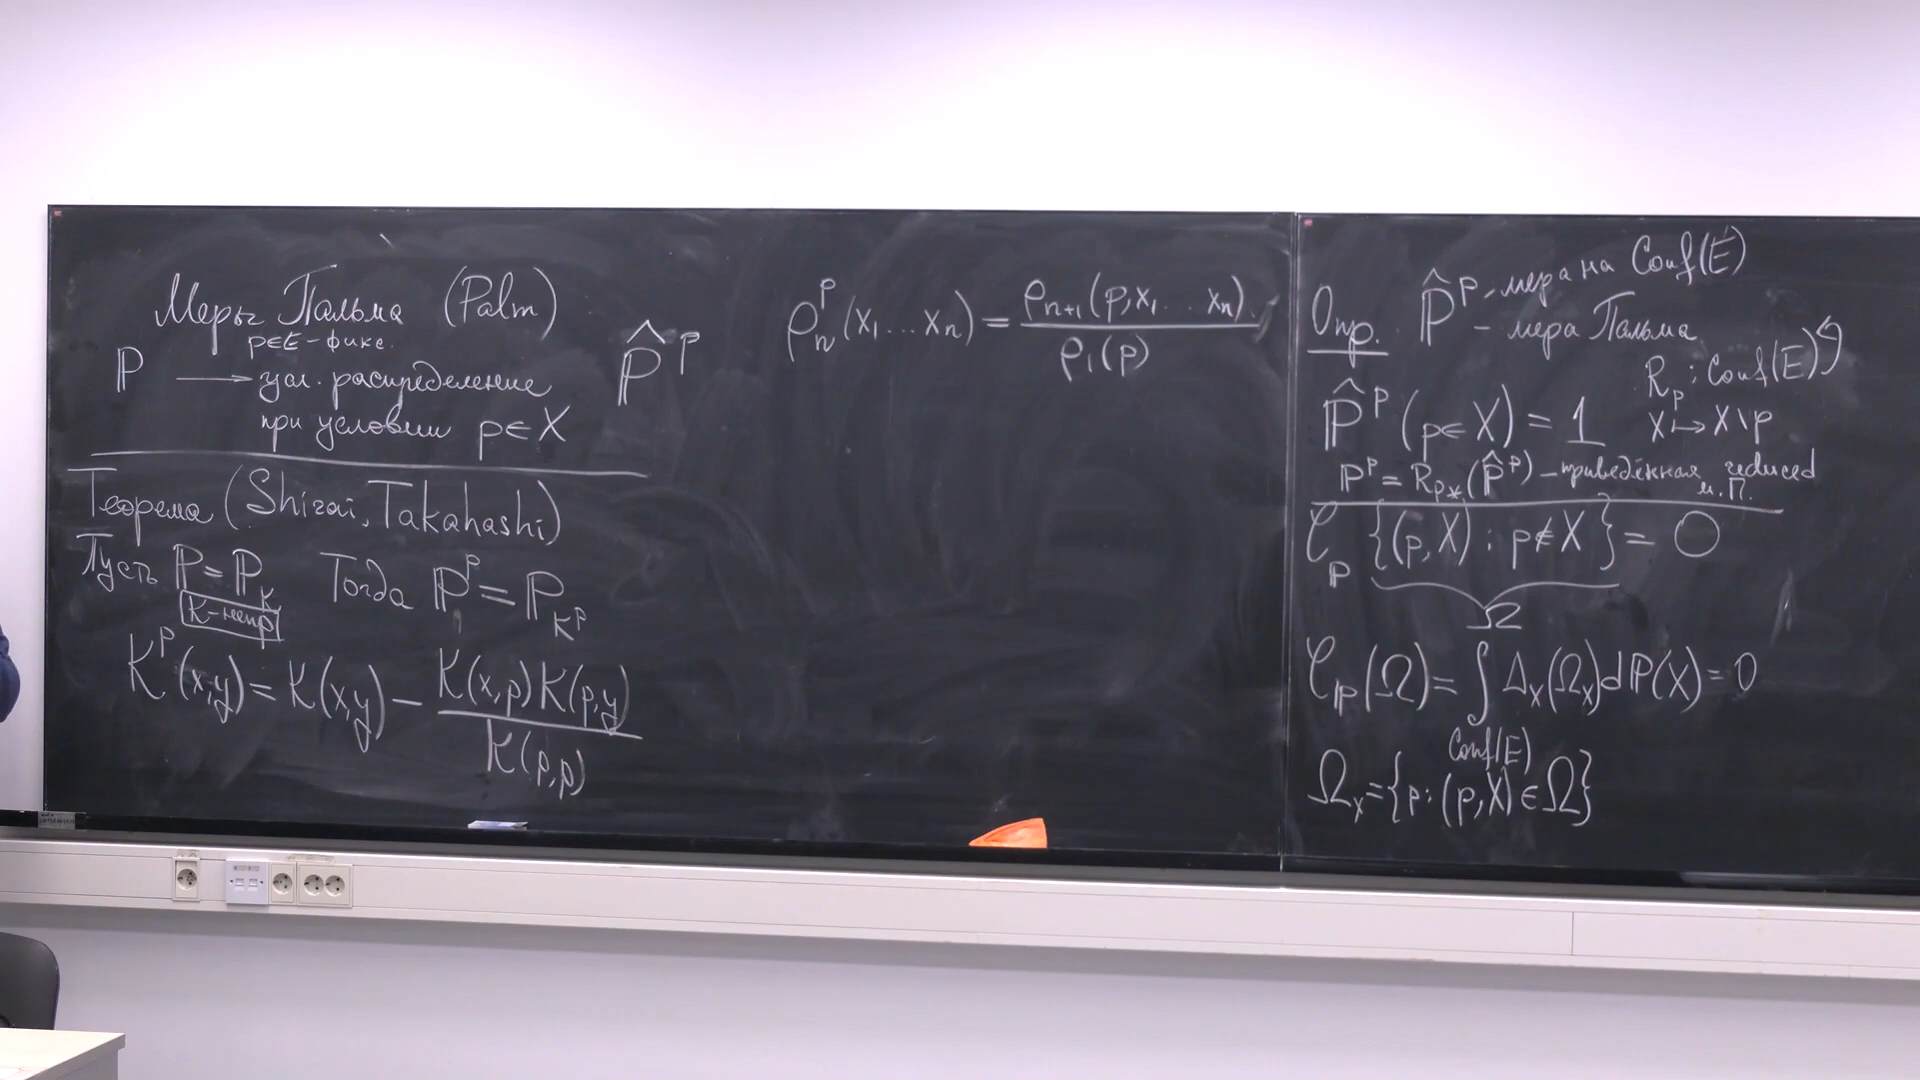 Меры Пальма (Palm)
p∈E - фикс.
ℙ ⟶ усл. распределение ℙ̂^p
при условии p∈X
Теорема (Shirai, Takahashi)
Пусть ℙ=ℙ_K Тогда ℙ^p = ℙ_{K^p}
K-непр
K^p(x,y) = K(x,y) − K(x,p)K(p,y) / K(p,p)
ρ_n^p(x_1 ... x_n) = ρ_{n+1}(p, x_1 ... x_n) / ρ_1(p)
Опр. ℙ̂^p - мера на Conf(E)
- мера Пальма
R_p : Conf(E) ↺
ℙ̂^p (p∈X) = 1 X ↦ X\p
ℙ^p = R_{p*}(ℙ̂^p) - приведённая reduced
м. П.
𝒞_ℙ {(p,X) : p∉X} = 0
Ω
𝒞_ℙ(Ω) = ∫ Δ_X(Ω_X) dℙ(X) = 0
Conf(E)
Ω_X = {p : (p,X) ∈ Ω}